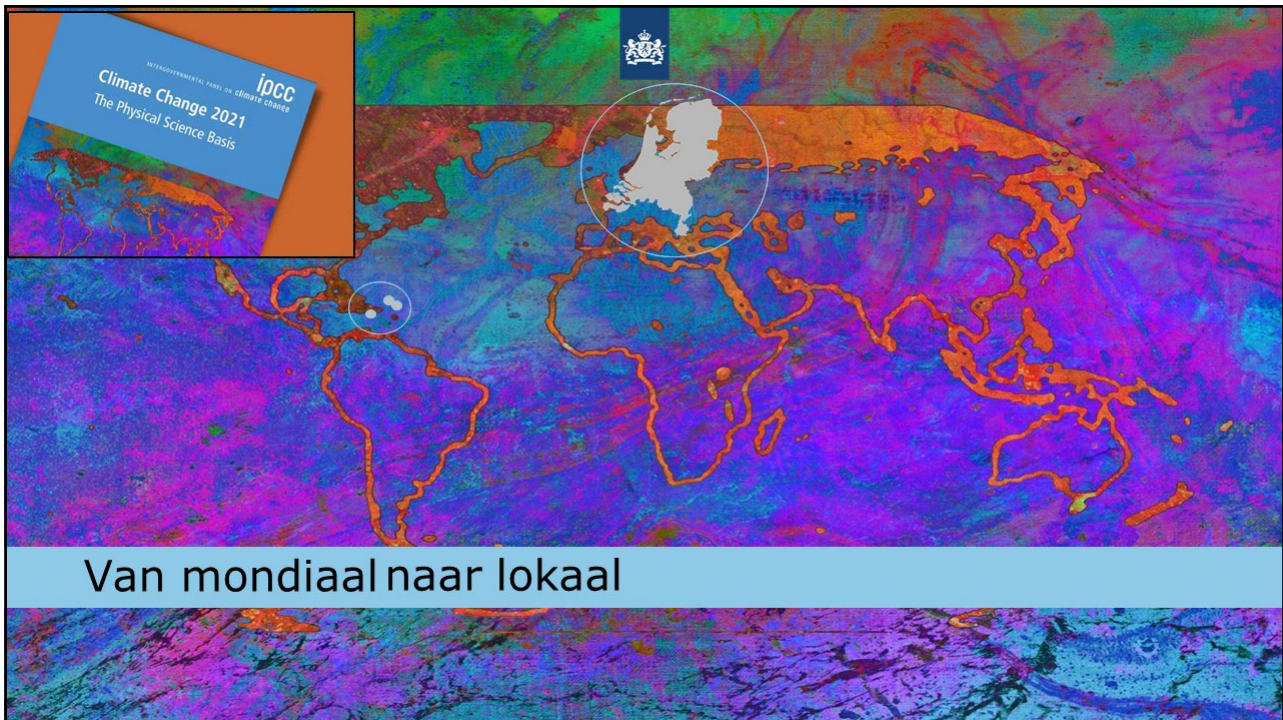 INTERGOVERNMENTAL PANEL ON climate change
ipcc
Climate Change 2021
The Physical Science Basis
Van mondiaal naar lokaal